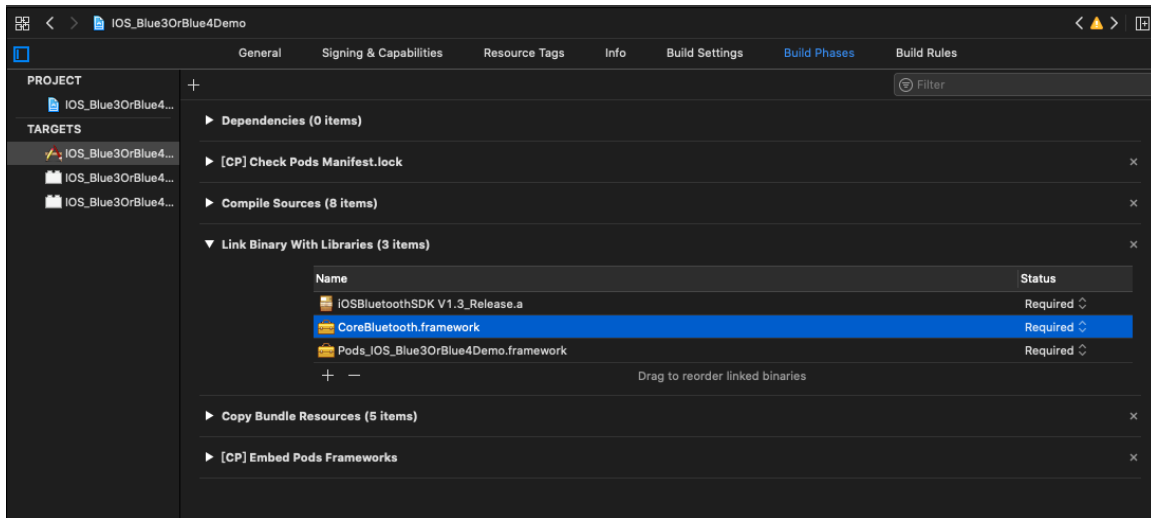 IOS_Blue3OrBlue4Demo
General Signing & Capabilities Resource Tags Info Build Settings Build Phases Build Rules
PROJECT
IOS_Blue3OrBlue4...
TARGETS
IOS_Blue3OrBlue4...
IOS_Blue3OrBlue4...
IOS_Blue3OrBlue4...
Filter
Dependencies (0 items)
[CP] Check Pods Manifest.lock
Compile Sources (8 items)
Link Binary With Libraries (3 items)
Name Status
iOSBluetoothSDK V1.3_Release.a Required
CoreBluetooth.framework Required
Pods_IOS_Blue3OrBlue4Demo.framework Required
Drag to reorder linked binaries
Copy Bundle Resources (5 items)
[CP] Embed Pods Frameworks